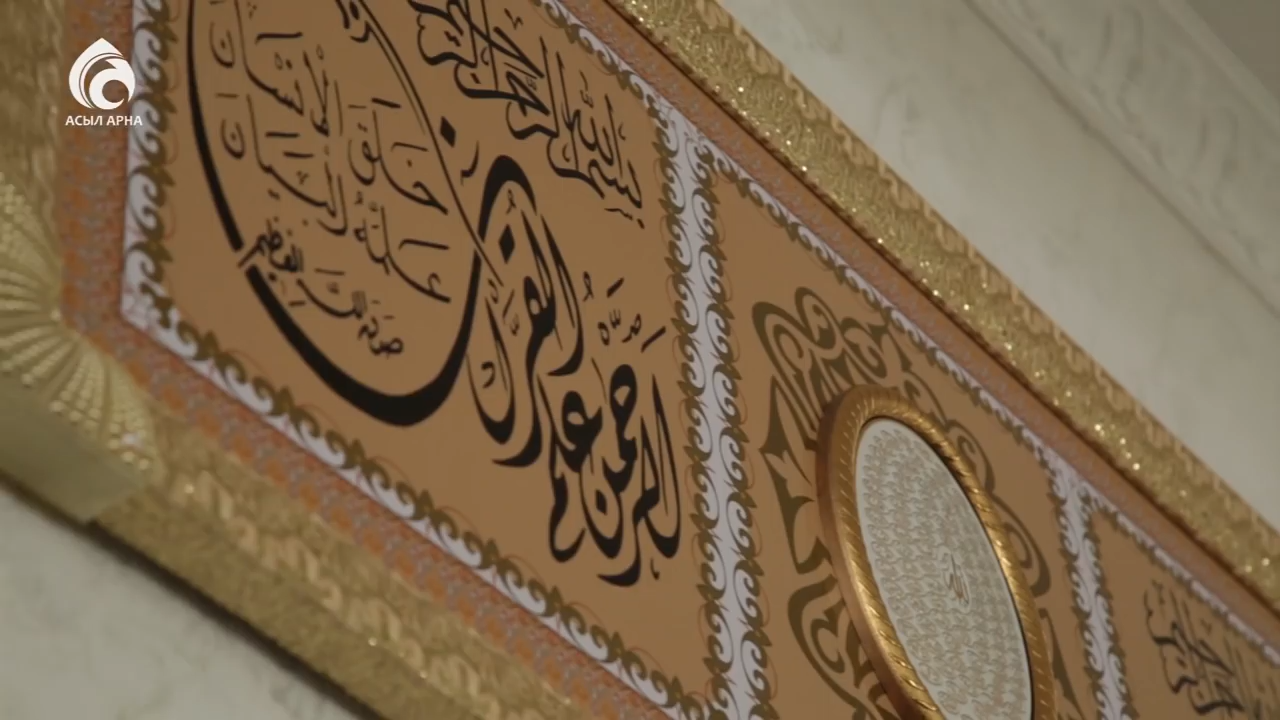 АСЫЛ АРНА
بسم الله الرحمن الرحيم
الرحمن علم القرآن
خلق الإنسان
علمه البيان
صدق الله العظيم